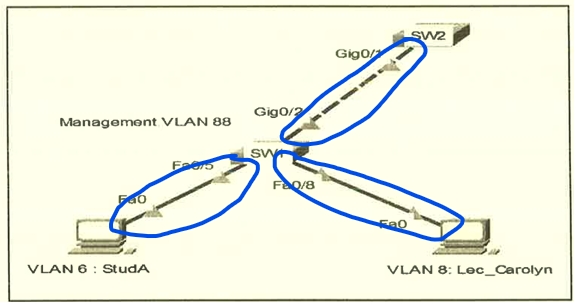 SW2
Gig0/1
Gig0/2
Management VLAN 88
SW1
Fa0/5
Fa0/8
Fa0
Fa0
VLAN 6 : StudA
VLAN 8: Lec_Carolyn